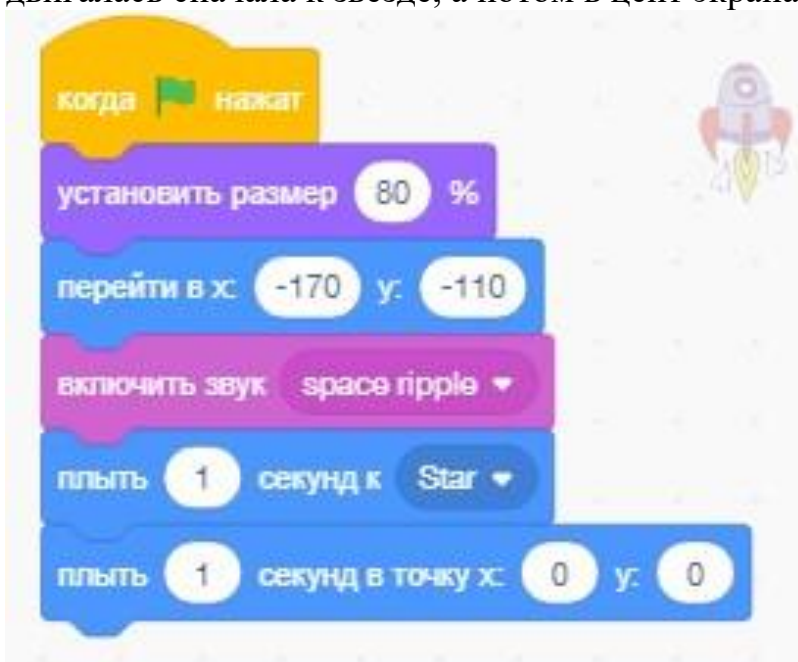 двигалась сначала к звезде, а потом в цент экрана
когда нажат
установить размер 80 %
перейти в x: -170 y: -110
включить звук space ripple
плыть 1 секунд к Star
плыть 1 секунд в точку x: 0 y: 0